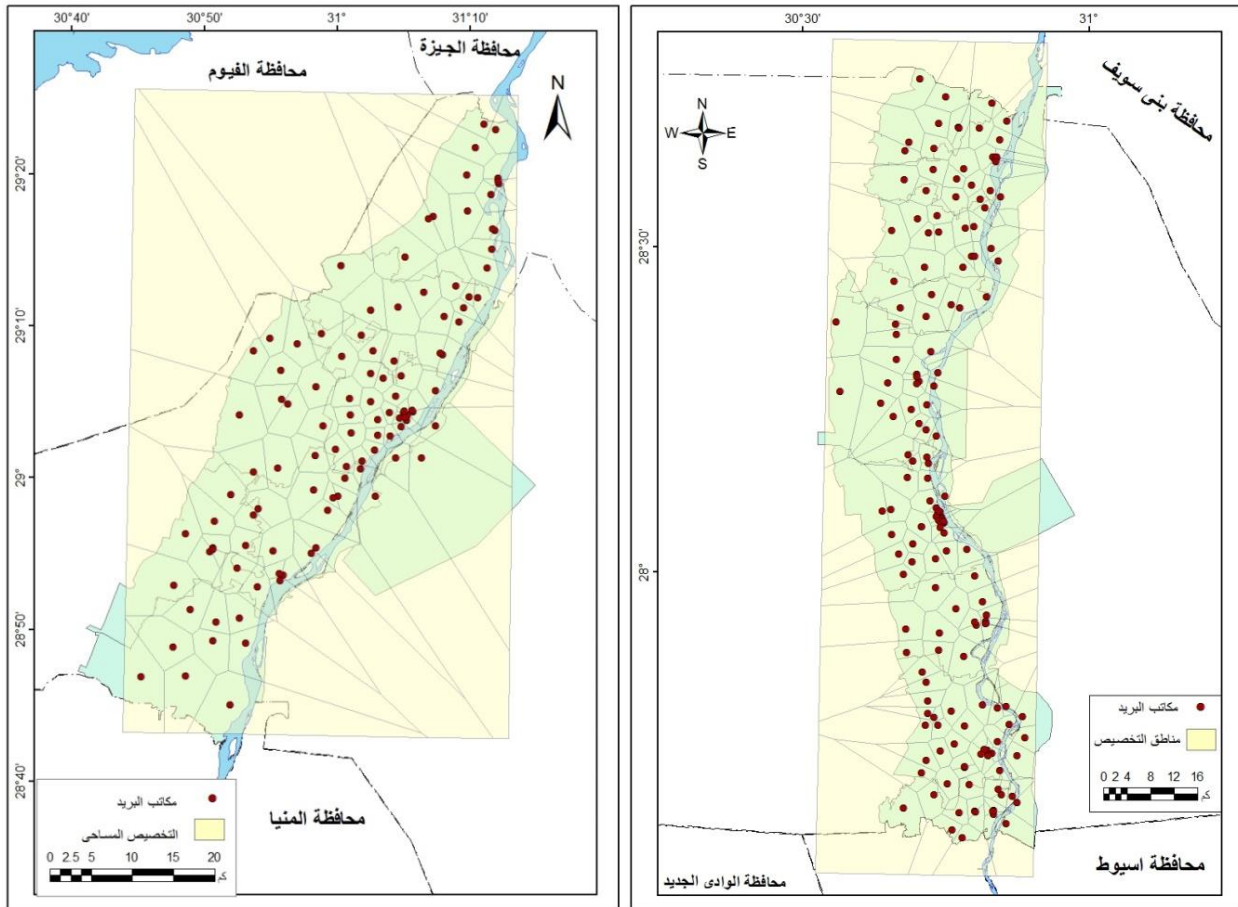 30°40'
30°50'
31°
31°10'
محافظة الجيزة
محافظة الفيوم
N
29°20'
29°10'
29°
28°50'
28°40'
مكاتب البريد
التخصيص المساحى
0 2.5 5 10 15 20
كم
محافظة المنيا
30°30'
31°
محافظة بنى سويف
N
W E
S
28°30'
28°
مكاتب البريد
مناطق التخصيص
0 2 4 8 12 16
كم
محافظة اسيوط
محافظة الوادى الجديد